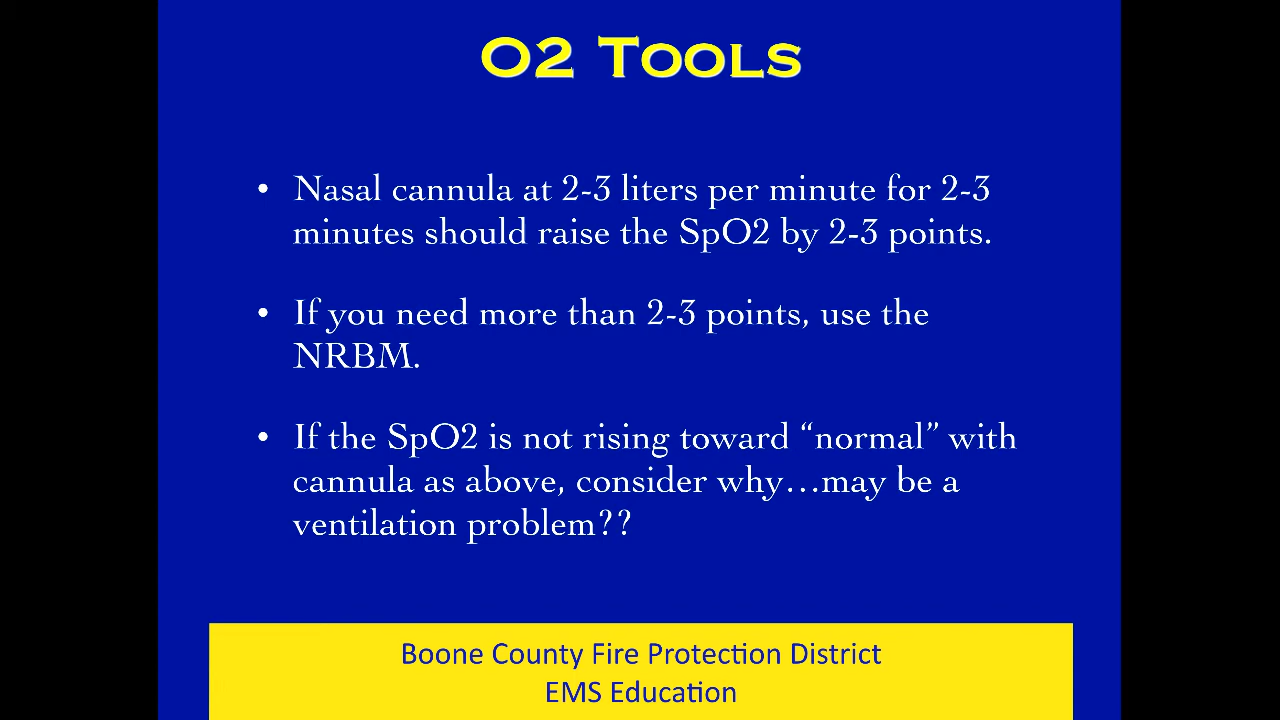 O2 Tools
• Nasal cannula at 2-3 liters per minute for 2-3
minutes should raise the SpO2 by 2-3 points.
• If you need more than 2-3 points, use the
NRBM.
• If the SpO2 is not rising toward “normal” with
cannula as above, consider why…may be a
ventilation problem??
Boone County Fire Protection District
EMS Education